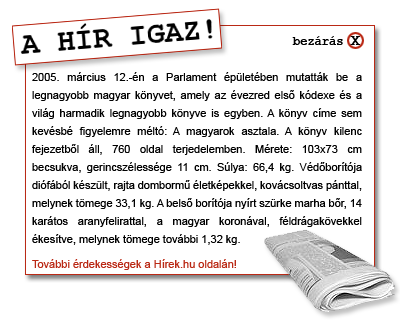 A HÍR IGAZ!
bezárás X
2005. március 12.-én a Parlament épületében mutatták be a
legnagyobb magyar könyvet, amely az évezred első kódexe és a
világ harmadik legnagyobb könyve is egyben. A könyv címe sem
kevésbé figyelemre méltó: A magyarok asztala. A könyv kilenc
fejezetből áll, 760 oldal terjedelemben. Mérete: 103x73 cm
becsukva, gerincszélessége 11 cm. Súlya: 66,4 kg. Védőborítója
diófából készült, rajta dombormű életképekkel, kovácsoltvas pánttal,
melynek tömege 33,1 kg. A belső borítója nyírt szürke marha bőr, 14
karátos aranyfelirattal, a magyar koronával, féldrágakövekkel
ékesítve, melynek tömege további 1,32 kg.
További érdekességek a Hírek.hu oldalán!